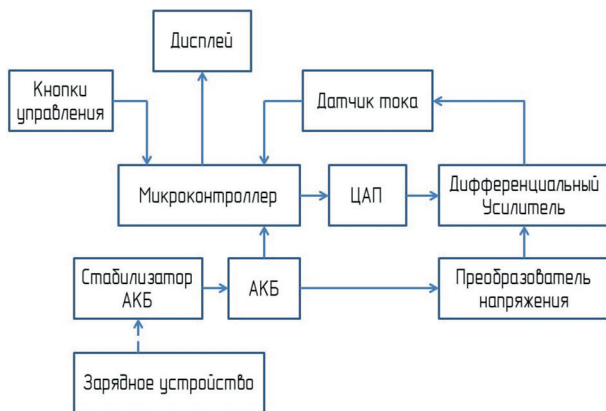 Дисплей
Кнопки
управления
Датчик тока
Микроконтроллер
ЦАП
Дифференциальный
Усилитель
Стабилизатор
АКБ
АКБ
Преобразователь
напряжения
Зарядное устройство